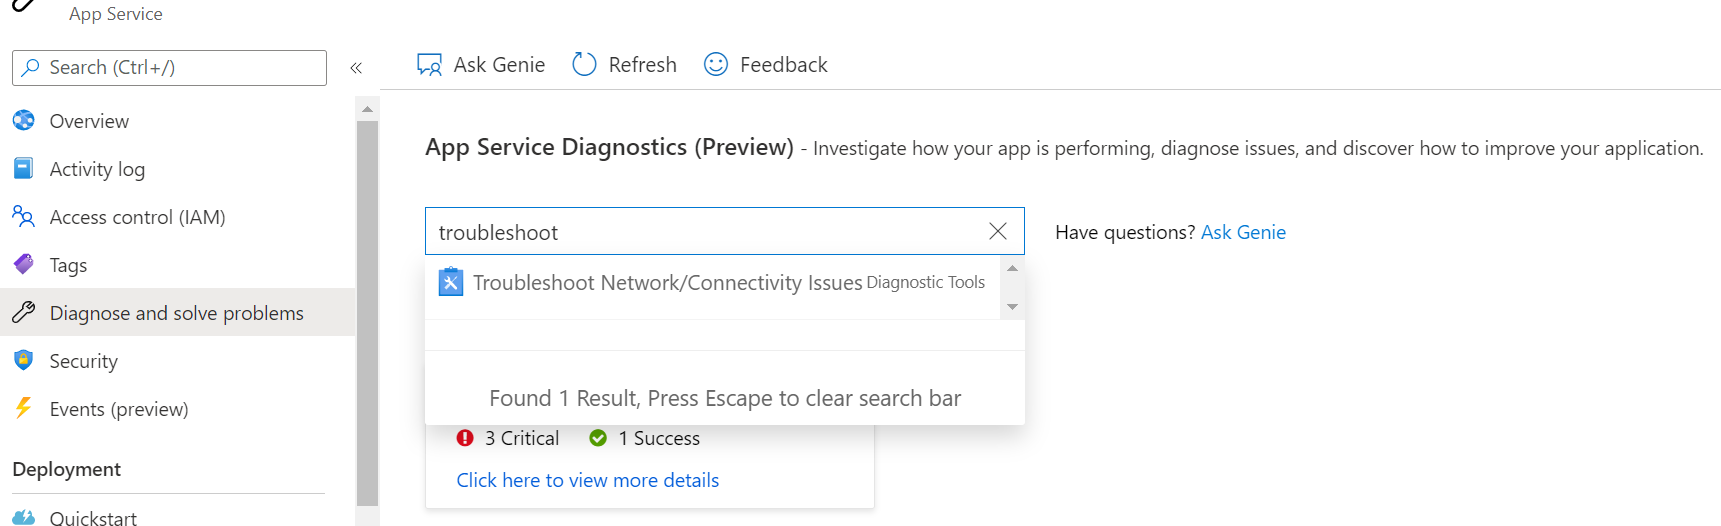 App Service
Search (Ctrl+/)
«
Ask Genie
Refresh
Feedback
Overview
Activity log
Access control (IAM)
Tags
Diagnose and solve problems
Security
Events (preview)
Deployment
Quickstart
App Service Diagnostics (Preview) - Investigate how your app is performing, diagnose issues, and discover how to improve your application.
troubleshoot
Have questions? Ask Genie
Troubleshoot Network/Connectivity Issues Diagnostic Tools
Found 1 Result, Press Escape to clear search bar
3 Critical 1 Success
Click here to view more details